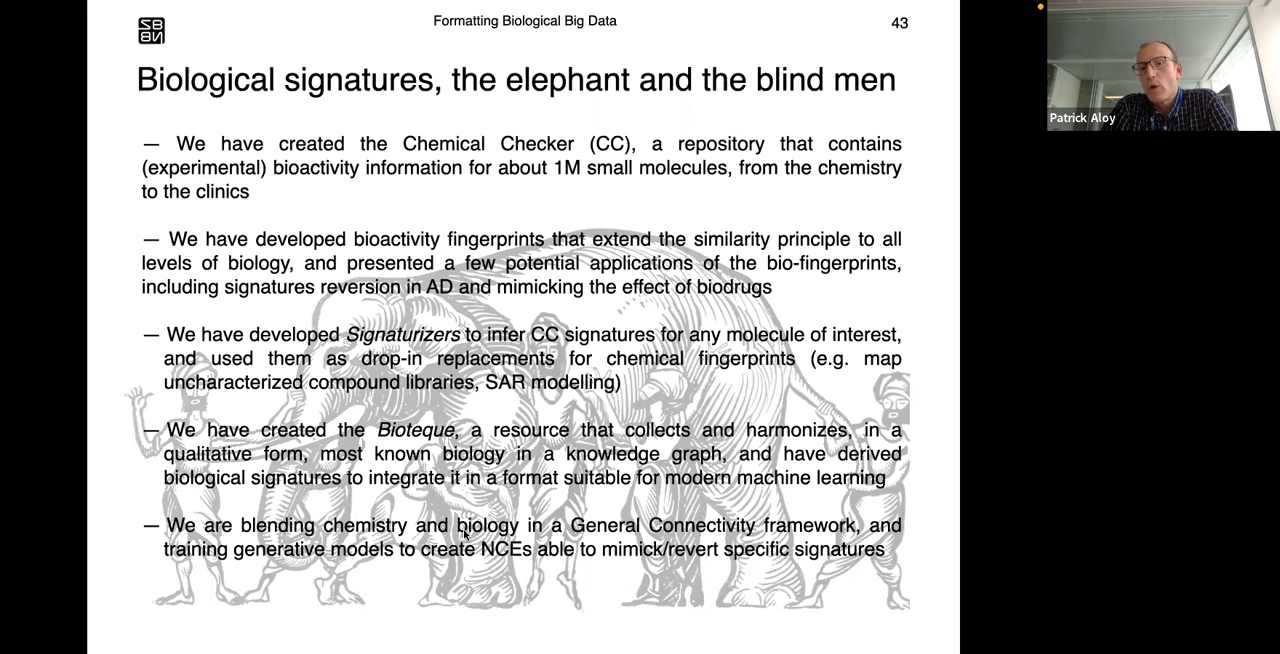 Formatting Biological Big Data
43
Biological signatures, the elephant and the blind men
— We have created the Chemical Checker (CC), a repository that contains
(experimental) bioactivity information for about 1M small molecules, from the chemistry
to the clinics
— We have developed bioactivity fingerprints that extend the similarity principle to all
levels of biology, and presented a few potential applications of the bio-fingerprints,
including signatures reversion in AD and mimicking the effect of biodrugs
— We have developed Signaturizers to infer CC signatures for any molecule of interest,
and used them as drop-in replacements for chemical fingerprints (e.g. map
uncharacterized compound libraries, SAR modelling)
— We have created the Bioteque, a resource that collects and harmonizes, in a
qualitative form, most known biology in a knowledge graph, and have derived
biological signatures to integrate it in a format suitable for modern machine learning
— We are blending chemistry and biology in a General Connectivity framework, and
training generative models to create NCEs able to mimick/revert specific signatures
Patrick Aloy